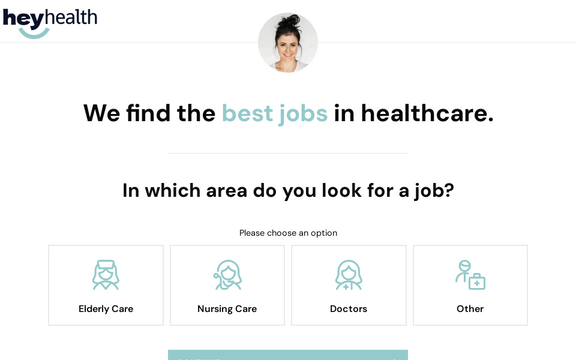 heyhealth
We find the best jobs in healthcare.
In which area do you look for a job?
Please choose an option
Elderly Care
Nursing Care
Doctors
Other